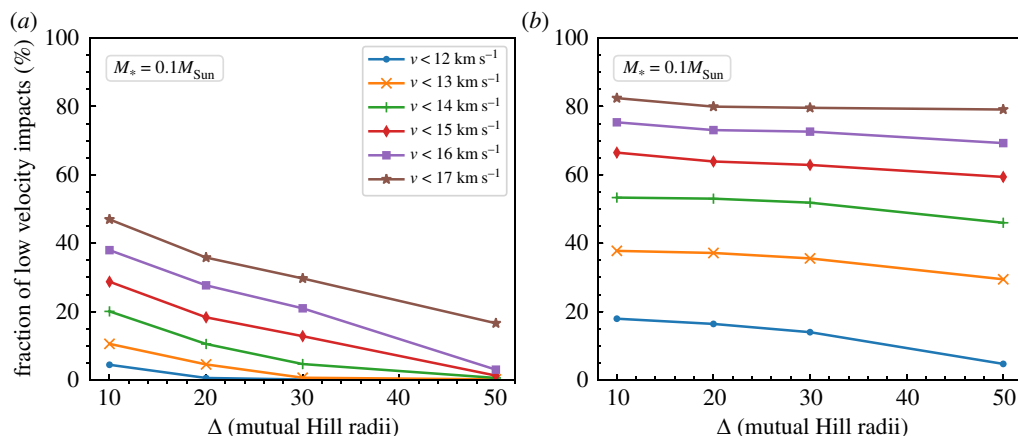 (a)
fraction of low velocity impacts (%)
100
80
60
40
20
0
M* = 0.1MSun
v < 12 km s−1
v < 13 km s−1
v < 14 km s−1
v < 15 km s−1
v < 16 km s−1
v < 17 km s−1
10 20 30 40 50
Δ (mutual Hill radii)
(b)
100
80
60
40
20
0
M* = 0.1MSun
10 20 30 40 50
Δ (mutual Hill radii)